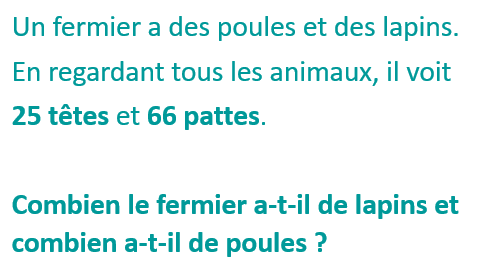 Un fermier a des poules et des lapins.
En regardant tous les animaux, il voit
25 têtes et 66 pattes.
Combien le fermier a-t-il de lapins et
combien a-t-il de poules ?